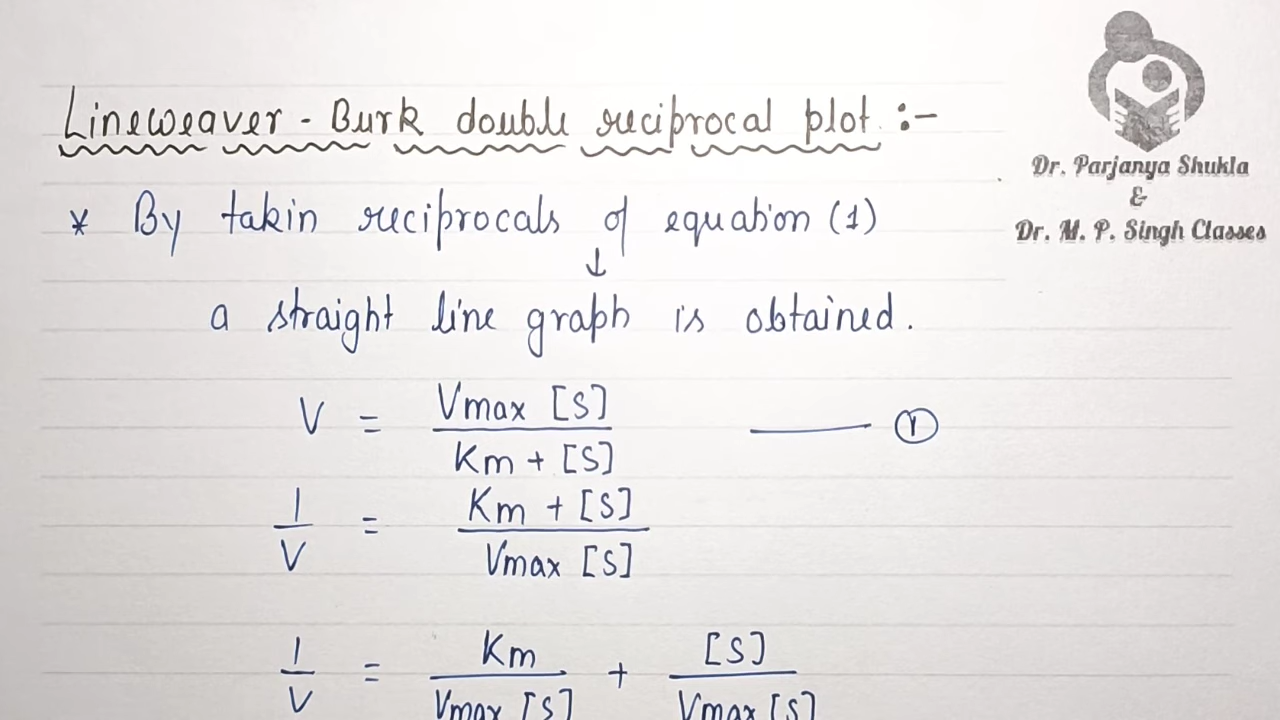 Lineweaver - Burk double reciprocal plot :-
* By takin reciprocals of equation (1)
↓
a straight line graph is obtained.
V = Vmax [S] / Km + [S] —— ①
1/V = Km + [S] / Vmax [S]
1/V = Km / Vmax [S] + [S] / Vmax [S]
Dr. Parjanya Shukla
&
Dr. M. P. Singh Classes